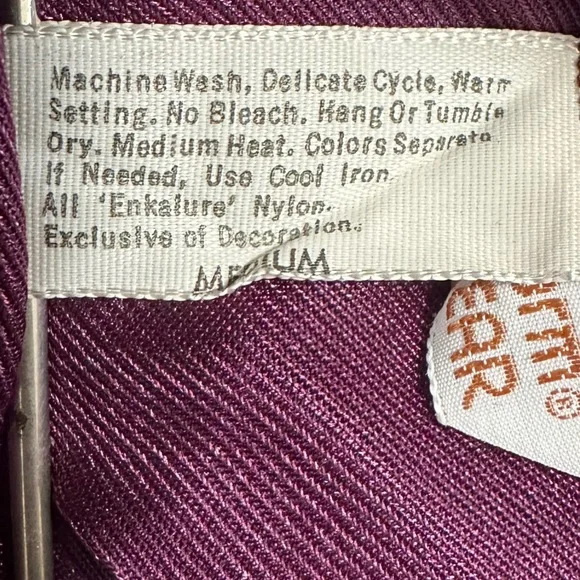 Machine Wash, Delicate Cycle, Warm
Setting. No Bleach. Hang Or Tumble
Dry. Medium Heat. Colors Separate
If Needed, Use Cool Iron.
All 'Enkalure' Nylon.
Exclusive of Decoration.
MEDIUM
EAR
©